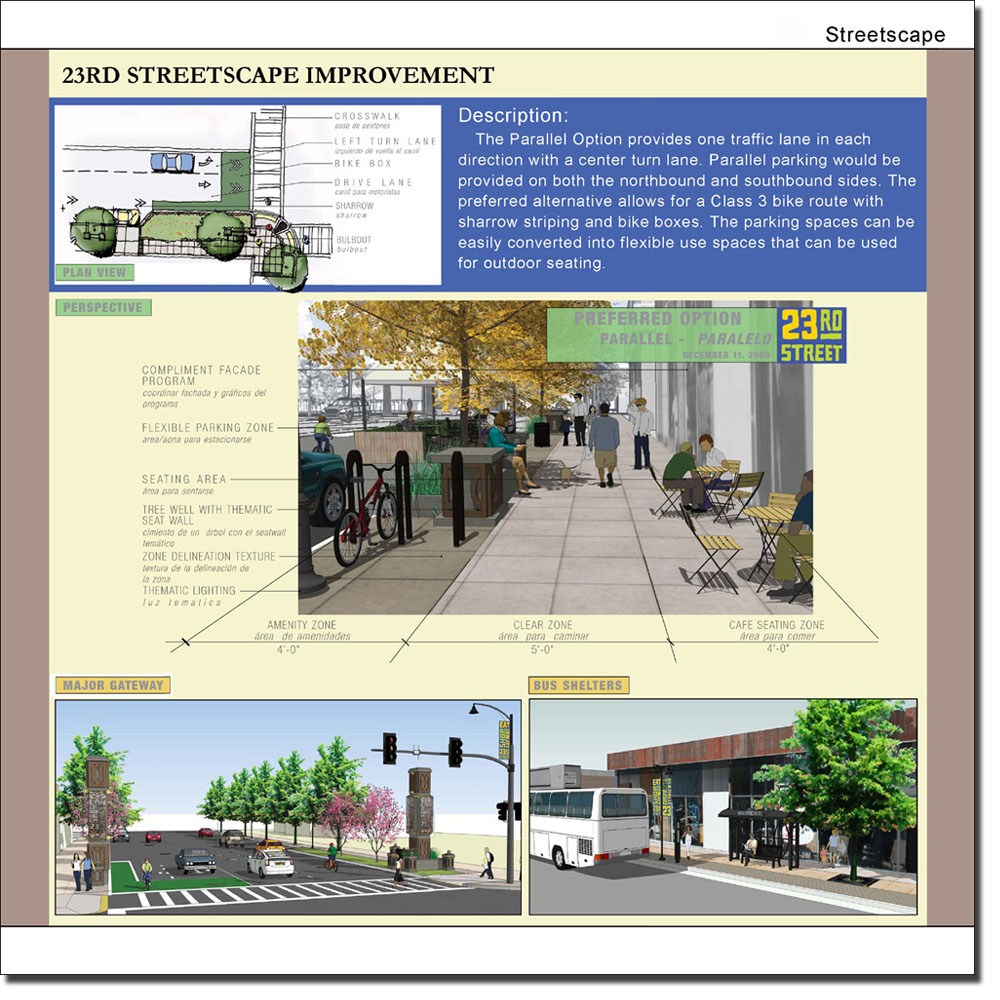 Streetscape
23RD STREETSCAPE IMPROVEMENT
CROSSWALK
paso de peatones
LEFT TURN LANE
izquierdo de vuelta al carril
BIKE BOX
DRIVE LANE
carril para motoristas
SHARROW
sharrow
BULBOUT
bulbout
PLAN VIEW
Description:
The Parallel Option provides one traffic lane in each
direction with a center turn lane. Parallel parking would be
provided on both the northbound and southbound sides. The
preferred alternative allows for a Class 3 bike route with
sharrow striping and bike boxes. The parking spaces can be
easily converted into flexible use spaces that can be used
for outdoor seating.
PERSPECTIVE
PREFERRED OPTION
PARALLEL - PARALELO
DECEMBER 11, 2008
23RD
STREET
COMPLIMENT FACADE
PROGRAM
coordinar fachada y gráficos del
programa
FLEXIBLE PARKING ZONE
area/aona para estacionarse
SEATING AREA
área para sentarse
TREE WELL WITH THEMATIC
SEAT WALL
cimiento de un árbol con el seatwall
temático
ZONE DELINEATION TEXTURE
textura de la delineación de
la zona
THEMATIC LIGHTING
luz tematica
AMENITY ZONE
área de amenidades
4'-0"
CLEAR ZONE
área para caminar
5'-0"
CAFE SEATING ZONE
área para comer
4'-0"
MAJOR GATEWAY
BUS SHELTERS
EAT
SHOP
23
EAT
23